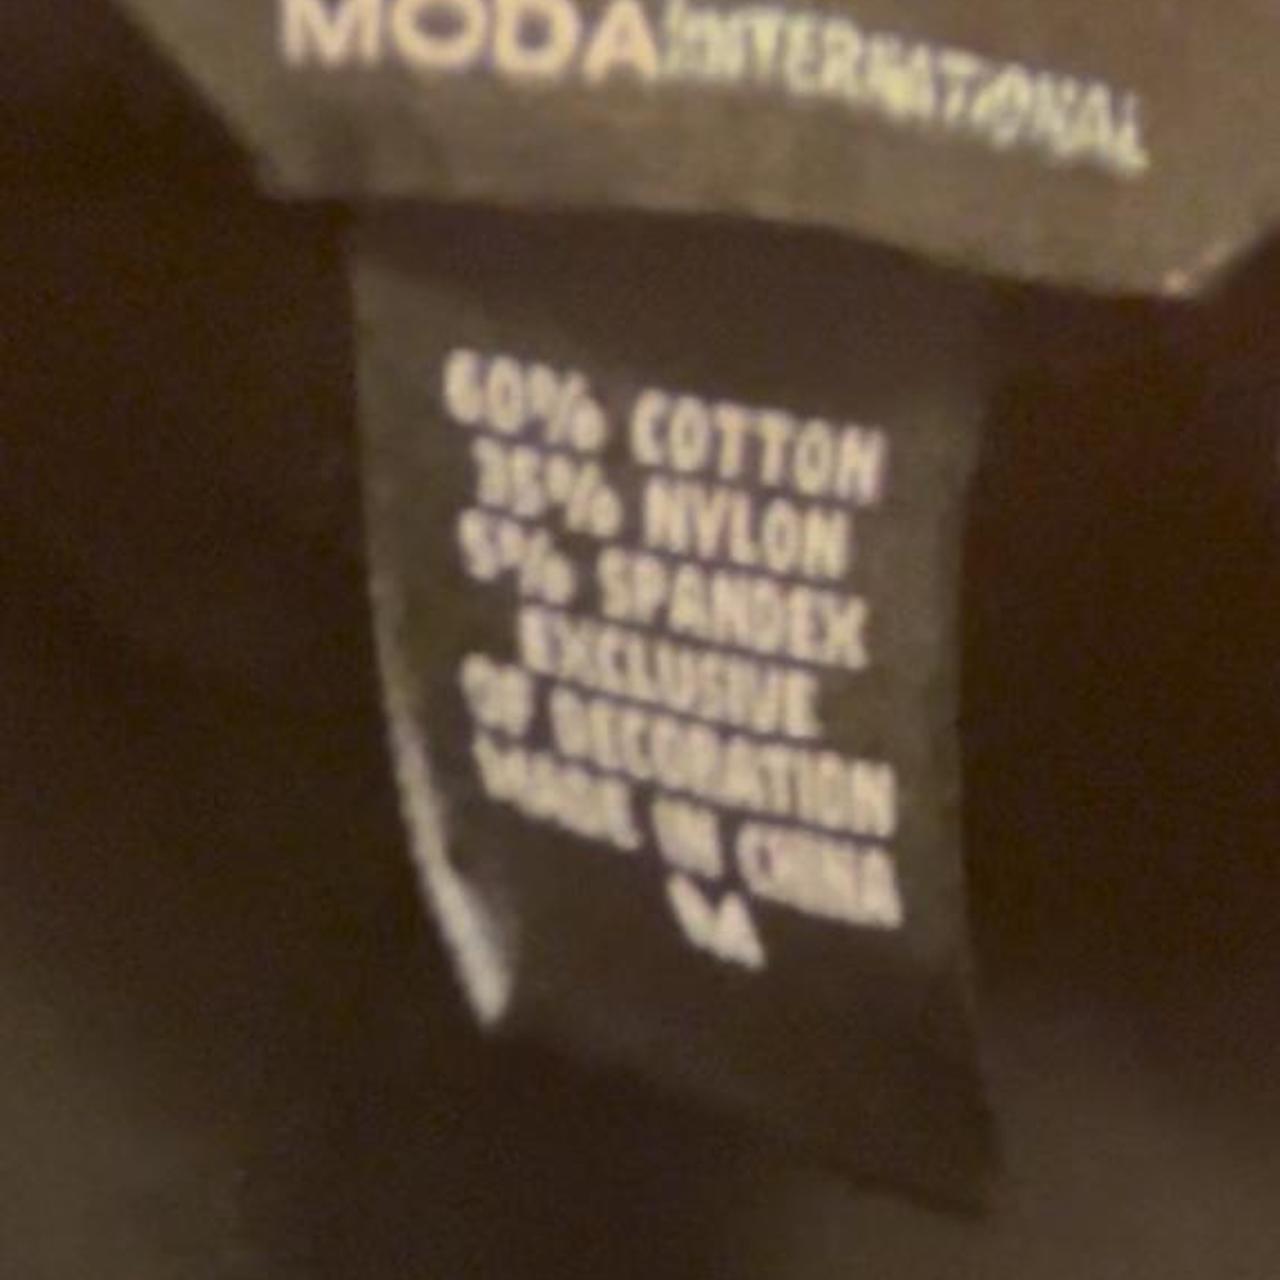 MODA INTERNATIONAL
60% COTTON
35% NYLON
5% SPANDEX
EXCLUSIVE
OF DECORATION
MADE IN CHINA